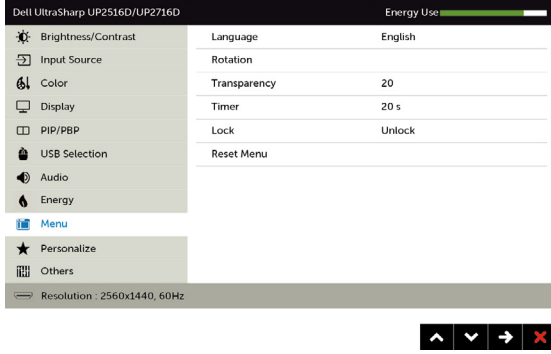 Dell UltraSharp UP2516D/UP2716D Energy Use
Brightness/Contrast Language English
Input Source Rotation
Color Transparency 20
Display Timer 20 s
PIP/PBP Lock Unlock
USB Selection Reset Menu
Audio
Energy
Menu
Personalize
Others
Resolution : 2560x1440, 60Hz